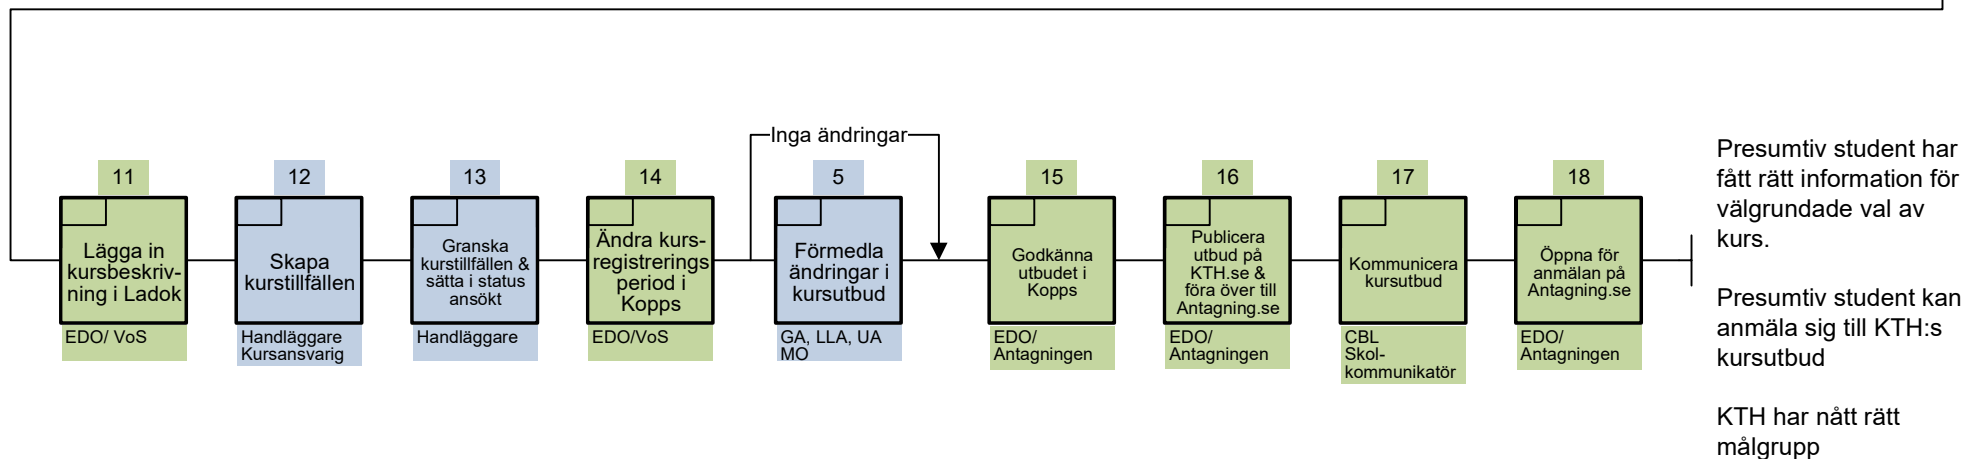 Inga ändringar
11
Lägga in
kursbeskriv-
ning i Ladok
EDO/ VoS
12
Skapa
kurstillfällen
Handläggare
Kursansvarig
13
Granska
kurstillfällen &
sätta i status
ansökt
Handläggare
14
Ändra kurs-
registrerings
period i
Kopps
EDO/VoS
5
Förmedla
ändringar i
kursutbud
GA, LLA, UA
MO
15
Godkänna
utbudet i
Kopps
EDO/
Antagningen
16
Publicera
utbud på
KTH.se &
föra över till
Antagning.se
EDO/
Antagningen
17
Kommunicera
kursutbud
CBL
Skol-
kommunikatör
18
Öppna för
anmälan på
Antagning.se
EDO/
Antagningen
Presumtiv student har
fått rätt information för
välgrundade val av
kurs.
Presumtiv student kan
anmäla sig till KTH:s
kursutbud
KTH har nått rätt
målgrupp